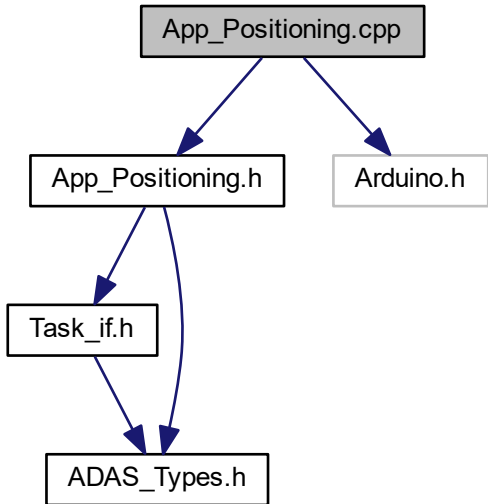 App_Positioning.cpp
App_Positioning.h
Arduino.h
Task_if.h
ADAS_Types.h